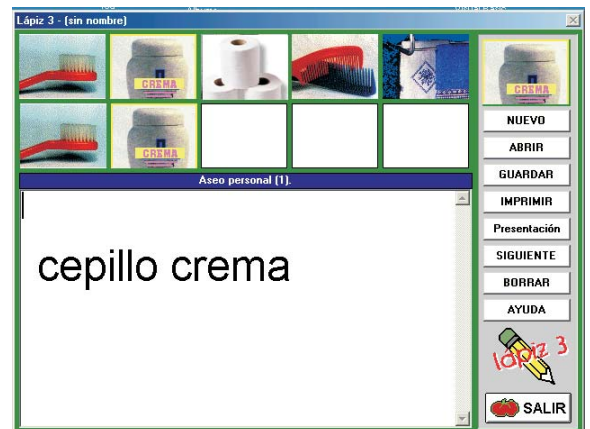 Lápiz 3 - (sin nombre)
CREMA
CREMA
CREMA
NUEVO
ABRIR
GUARDAR
Aseo personal (1).
IMPRIMIR
Presentación
SIGUIENTE
cepillo crema
BORRAR
AYUDA
lápiz 3
SALIR